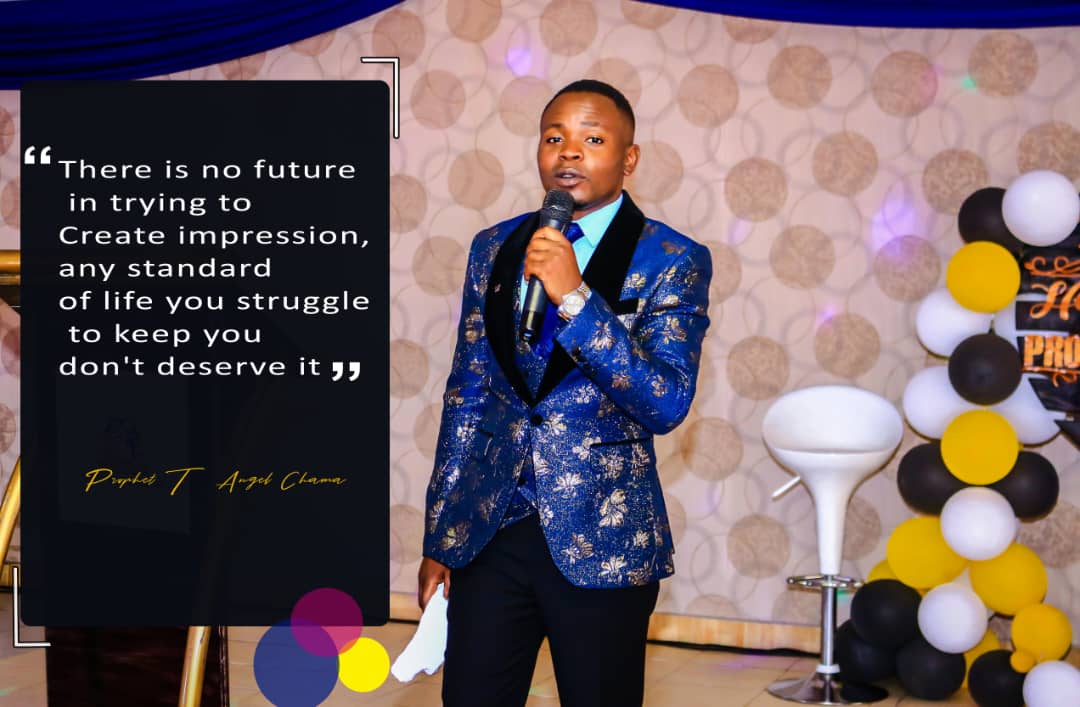 “There is no future
in trying to
Create impression,
any standard
of life you struggle
to keep you
don't deserve it”
Prophet T Angel Chama
PRO